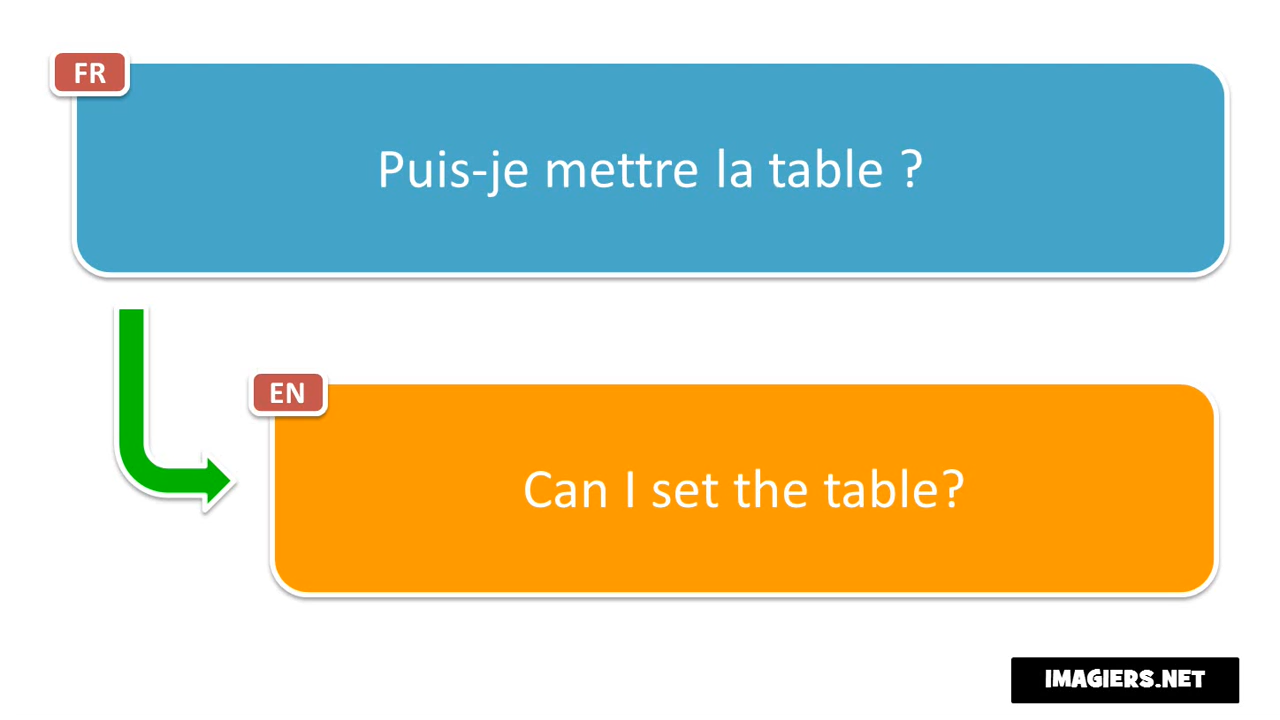 FR
Puis-je mettre la table ?
EN
Can I set the table?
IMAGIERS.NET